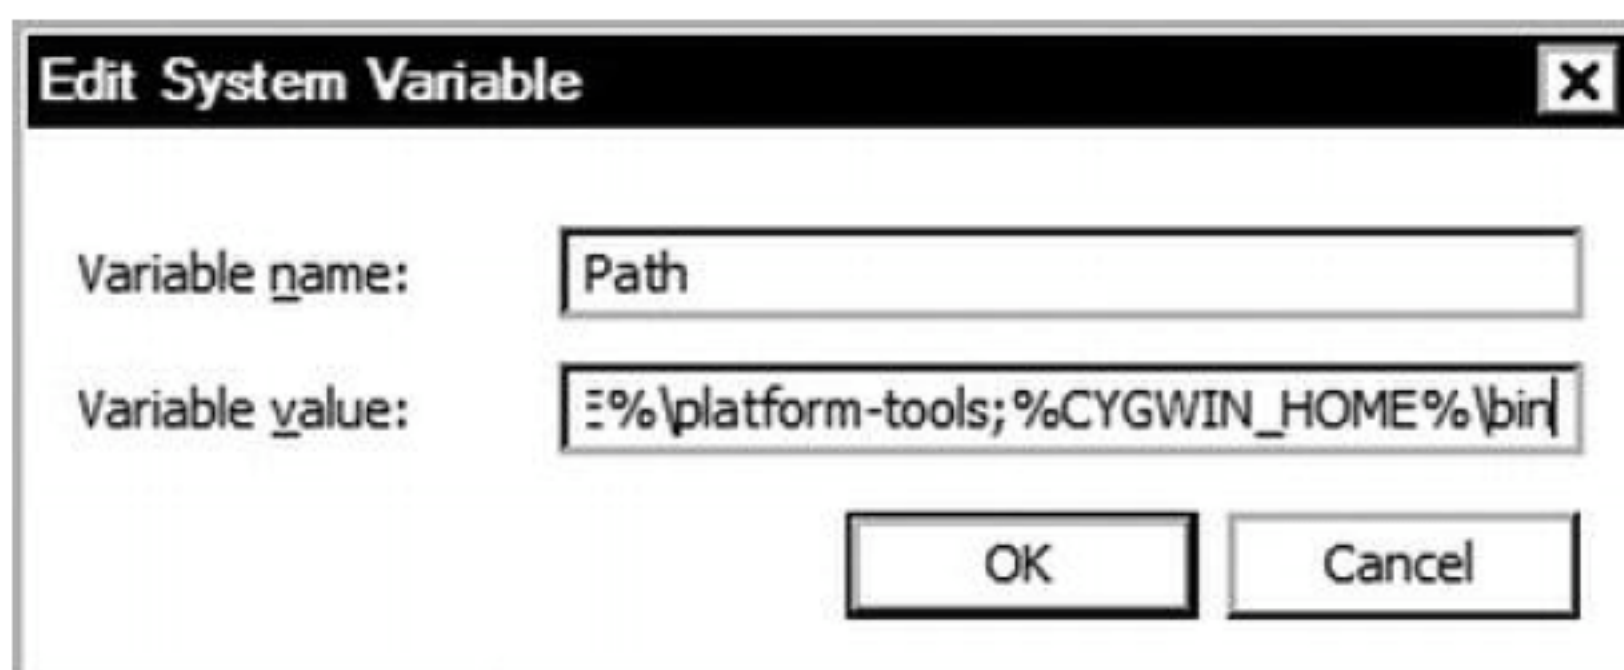 Edit System Variable
Variable name: Path
Variable value: %\platform-tools;%CYGWIN_HOME%\bin
OK Cancel